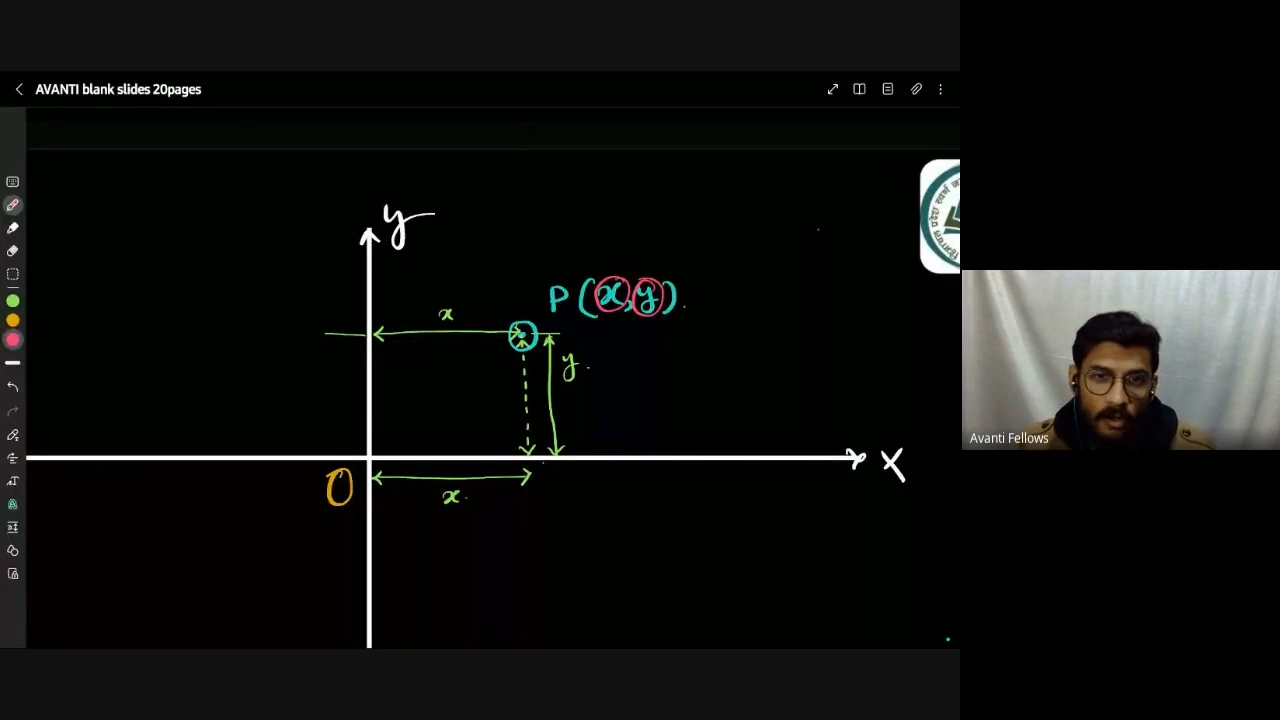 AVANTI blank slides 20pages
y
P (x, y).
x
y.
X
O
x.
Avanti Fellows